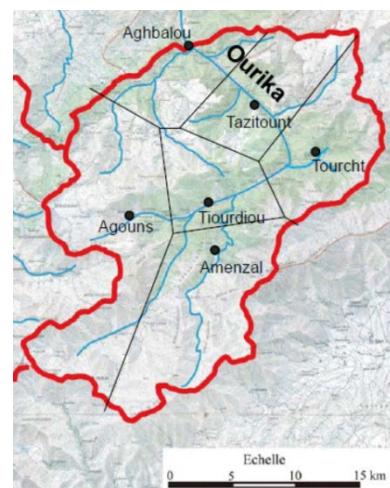 Aghbalou
Ourika
Tazitount
Tourcht
Agouns
Tiourdiou
Amenzal
Echelle
0 5 10 15 km